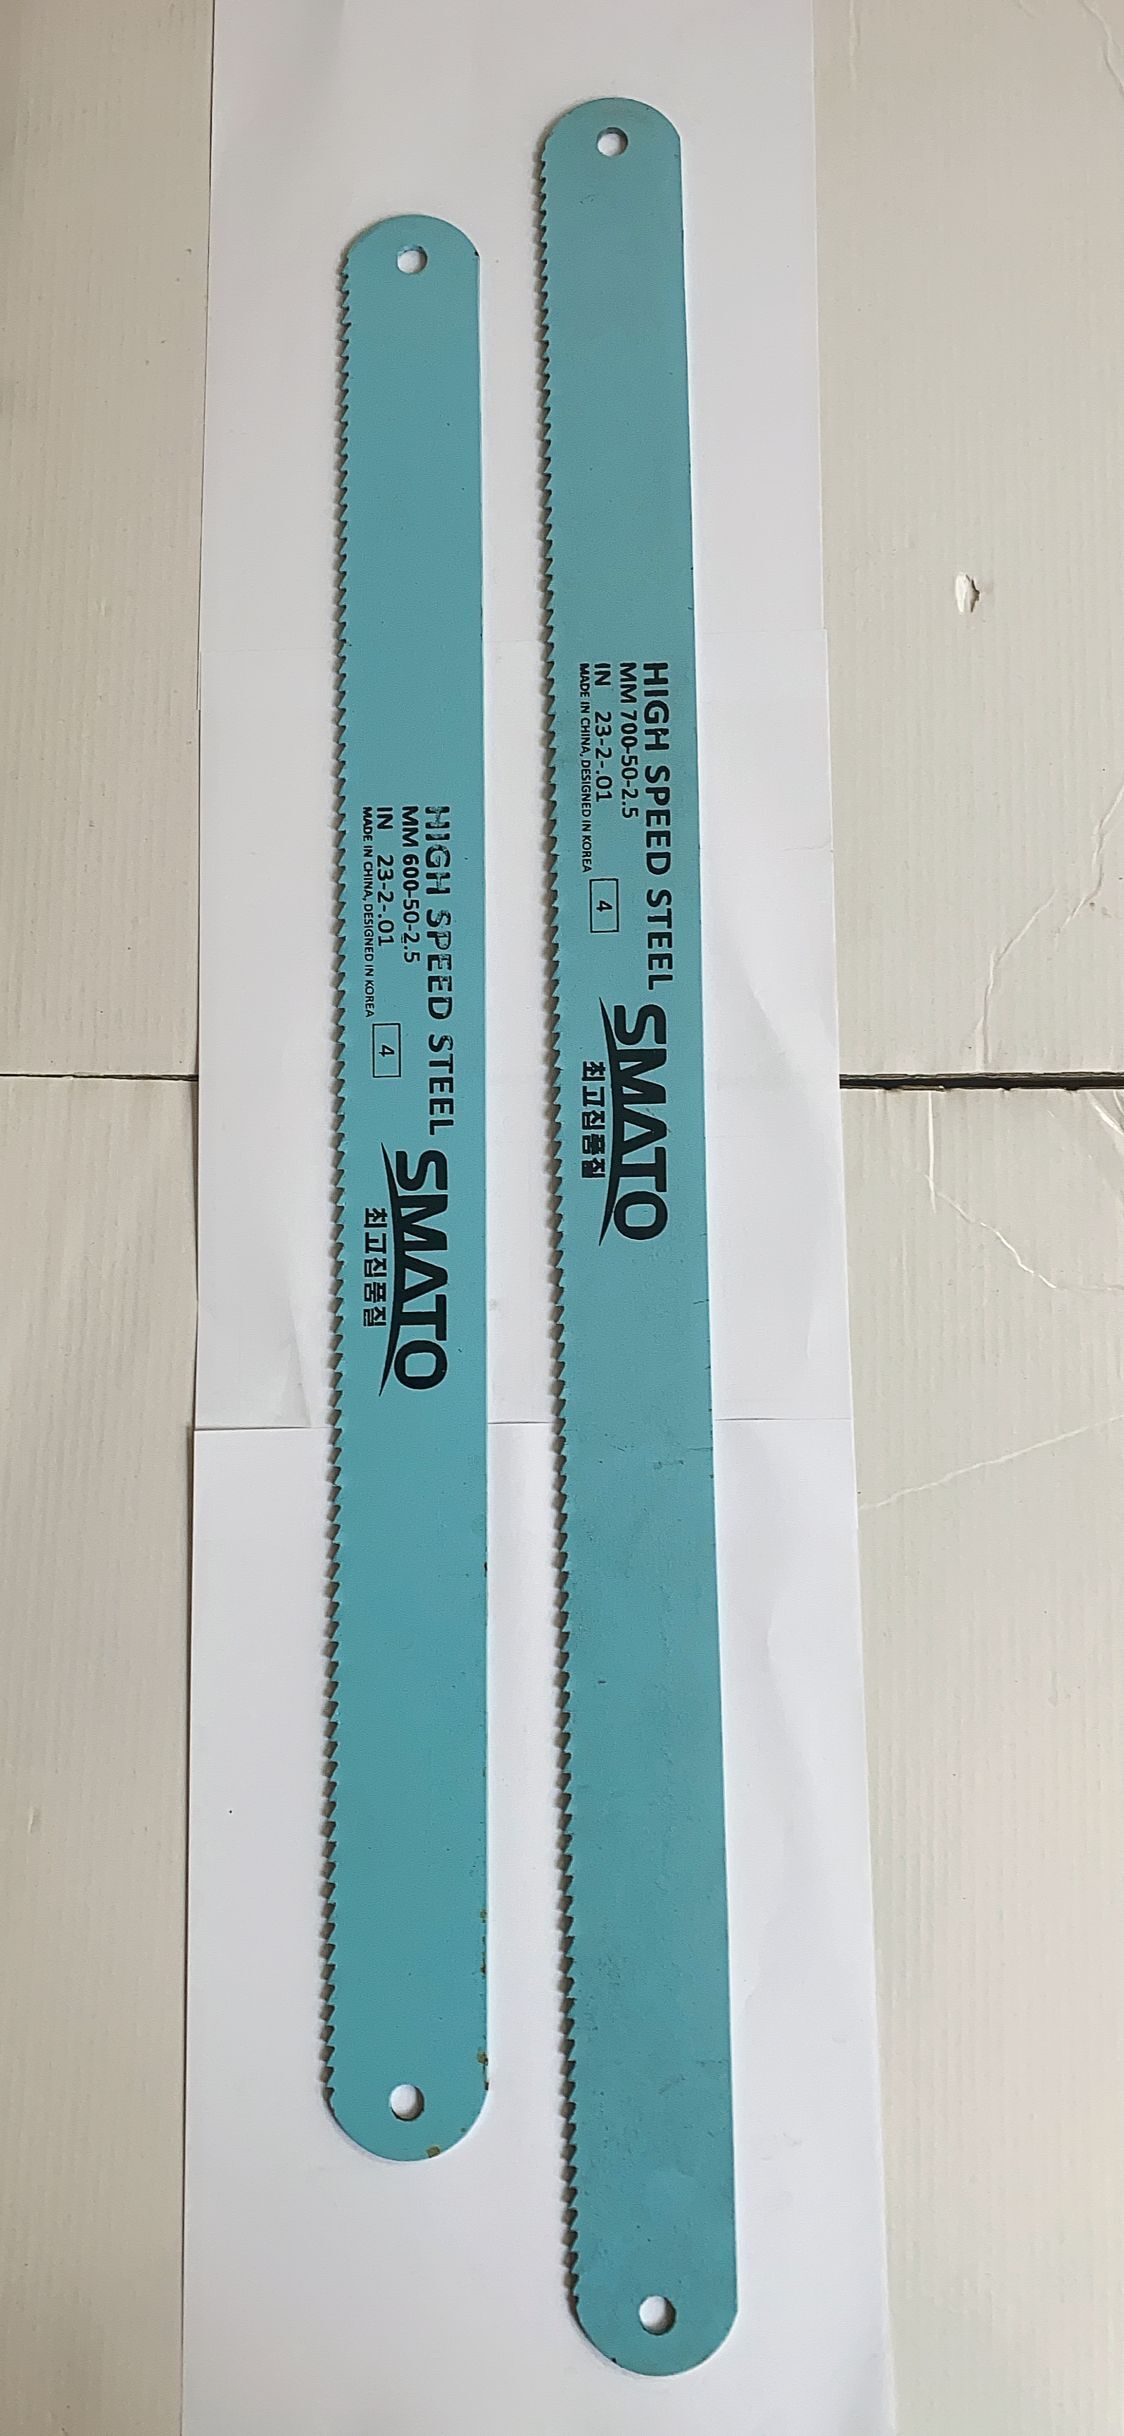 HIGH SPEED STEEL
MM 600-50-2.5
IN 23-2-.01
MADE IN CHINA, DESIGNED IN KOREA
4
SMATO
최고집품질
HIGH SPEED STEEL
MM 700-50-2.5
IN 23-2-.01
MADE IN CHINA, DESIGNED IN KOREA
4
SMATO
최고집품질